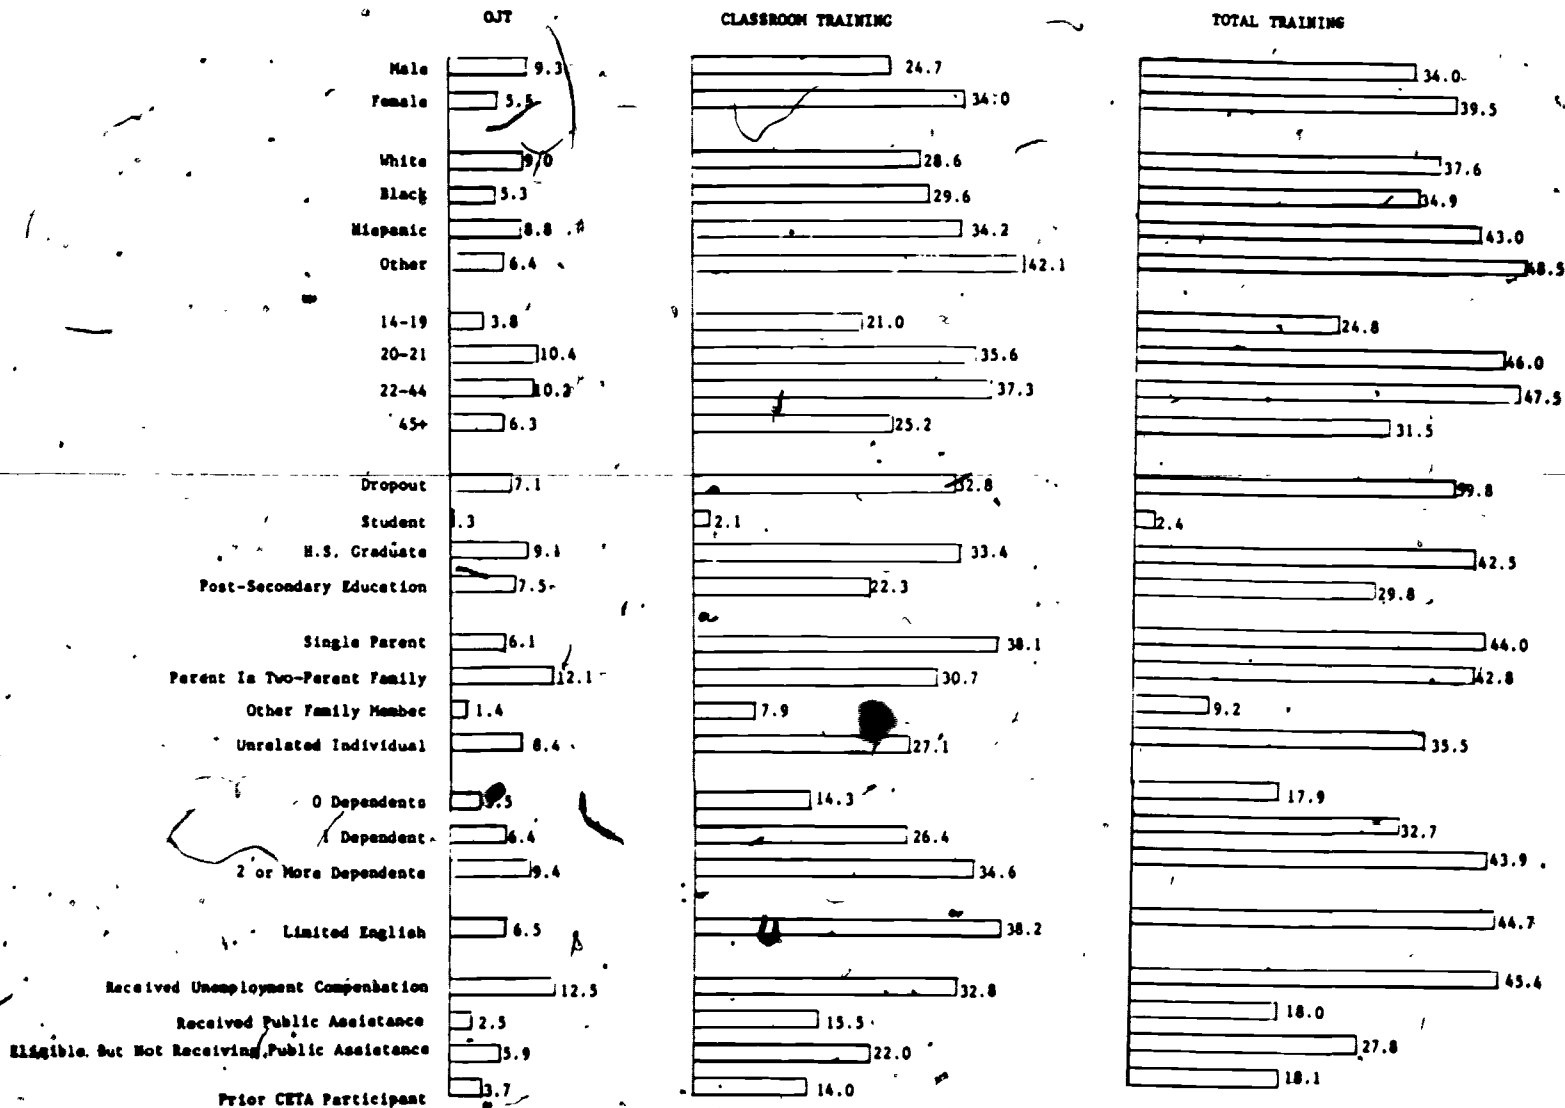 OJT CLASSROOM TRAINING TOTAL TRAINING
Male 9.3 24.7 34.0
Female 5.5 34.0 39.5
White 9.0 28.6 37.6
Black 5.3 29.6 34.9
Hispanic 8.8 34.2 43.0
Other 6.4 42.1 48.5
14-19 3.8 21.0 24.8
20-21 10.4 35.6 46.0
22-44 10.2 37.3 47.5
45+ 6.3 25.2 31.5
Dropout 7.1 32.8 39.8
Student .3 2.1 2.4
H.S. Graduate 9.1 33.4 42.5
Post-Secondary Education 7.5 22.3 29.8
Single Parent 6.1 38.1 44.0
Parent In Two-Parent Family 12.1 30.7 42.8
Other Family Member 1.4 7.9 9.2
Unrelated Individual 8.4 27.1 35.5
0 Dependents 14.3 17.9
1 Dependent 6.4 26.4 32.7
2 or More Dependents 9.4 34.6 43.9
Limited English 6.5 38.2 44.7
Received Unemployment Compensation 12.5 32.8 45.4
Received Public Assistance 2.5 15.5 18.0
Eligible But Not Receiving Public Assistance 5.9 22.0 27.8
Prior CETA Participant 3.7 14.0 18.1